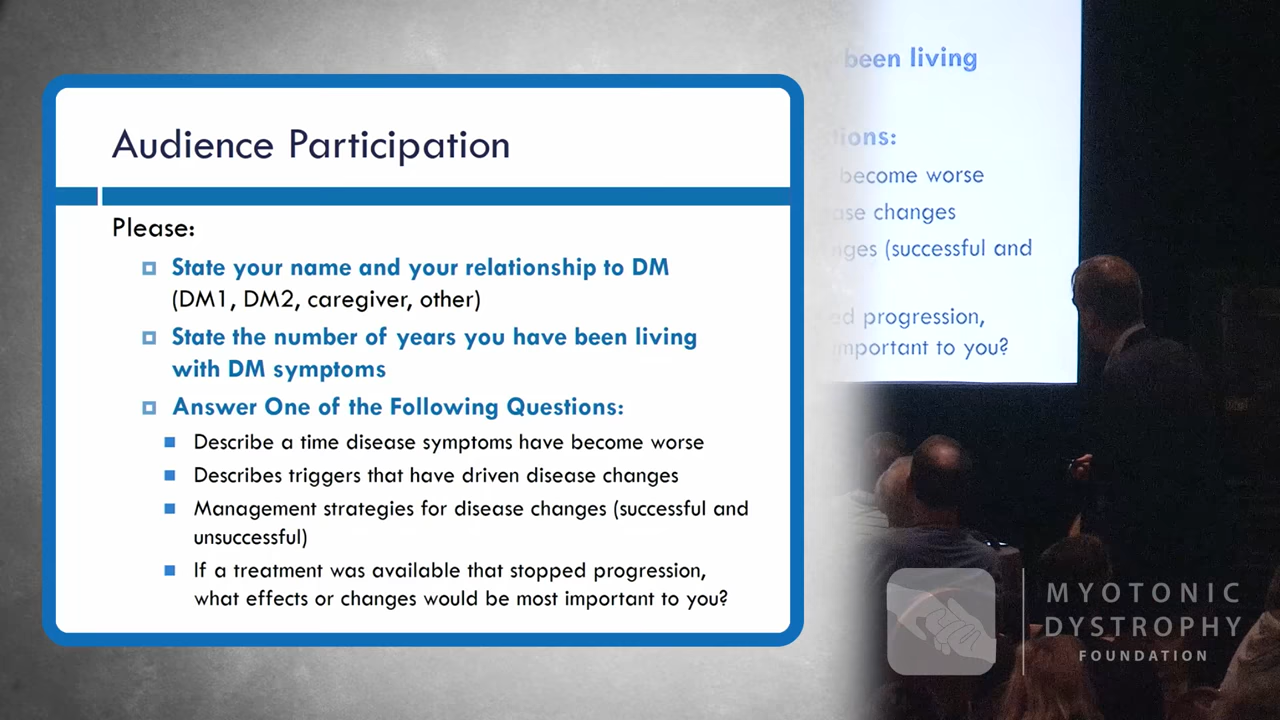 Audience Participation
Please:
State your name and your relationship to DM
(DM1, DM2, caregiver, other)
State the number of years you have been living
with DM symptoms
Answer One of the Following Questions:
Describe a time disease symptoms have become worse
Describes triggers that have driven disease changes
Management strategies for disease changes (successful and
unsuccessful)
If a treatment was available that stopped progression,
what effects or changes would be most important to you?
been living
tions:
become worse
ase changes
nges (successful and
ed progression,
mportant to you?
MYOTONIC
DYSTROPHY
FOUNDATION